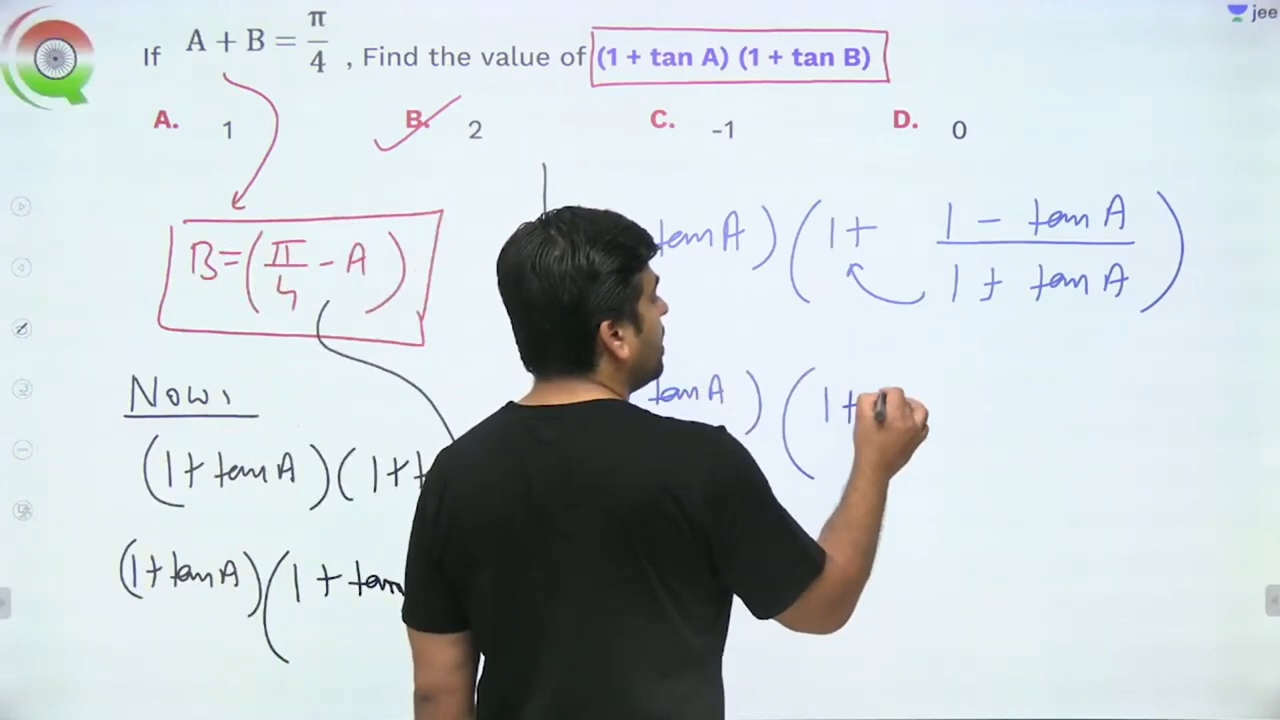 jee
If A + B = π/4 , Find the value of (1 + tan A) (1 + tan B)
A. 1 B. 2 C. -1 D. 0
B = (π/4 - A)
Now,
(1 + tan A) (1 +
(1 + tan A) (1 + tan
tan A) (1 + (1 - tan A)/(1 + tan A))
tan A) (1 +